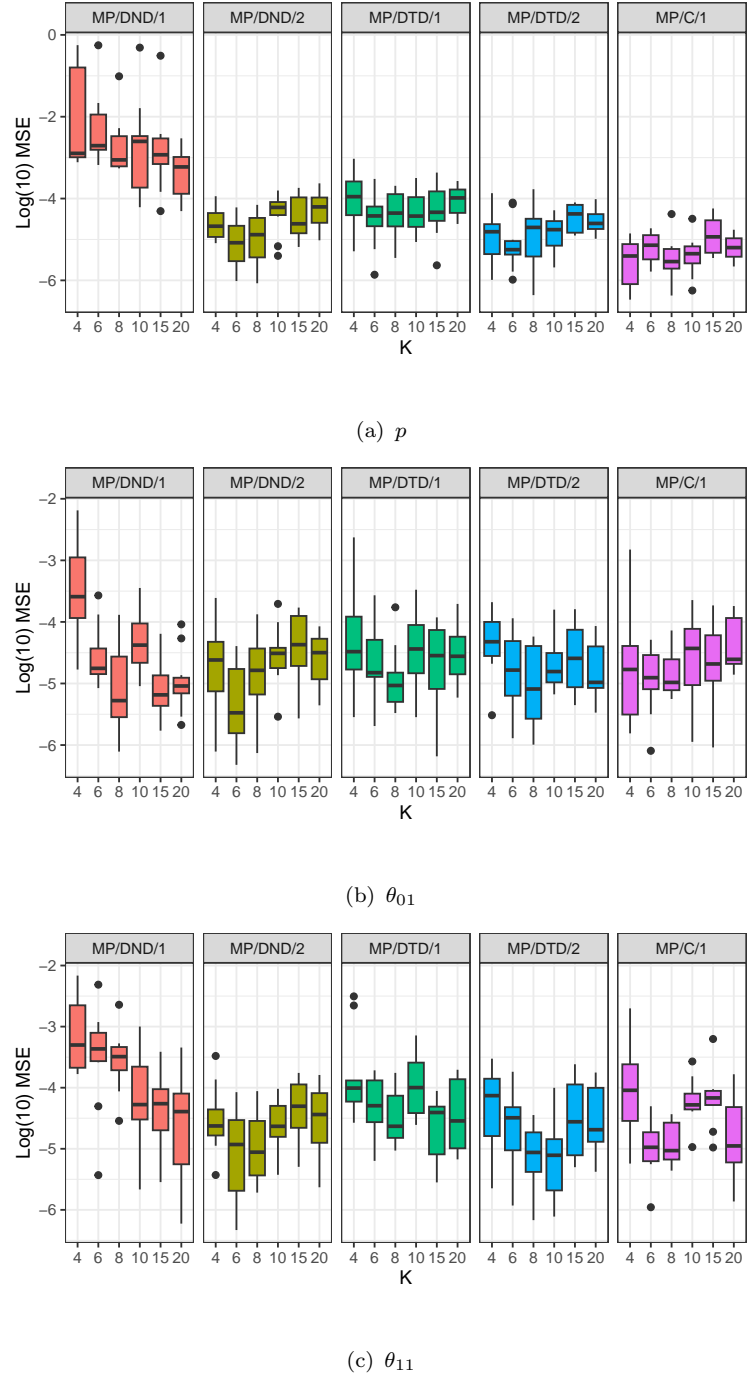 MP/DND/1 MP/DND/2 MP/DTD/1 MP/DTD/2 MP/C/1
0
−2
−4
−6
Log(10) MSE
4 6 8 10 15 20 4 6 8 10 15 20 4 6 8 10 15 20 4 6 8 10 15 20 4 6 8 10 15 20
K
(a) p
MP/DND/1 MP/DND/2 MP/DTD/1 MP/DTD/2 MP/C/1
−2
−3
−4
−5
−6
Log(10) MSE
4 6 8 10 15 20 4 6 8 10 15 20 4 6 8 10 15 20 4 6 8 10 15 20 4 6 8 10 15 20
K
(b) θ₀₁
MP/DND/1 MP/DND/2 MP/DTD/1 MP/DTD/2 MP/C/1
−2
−3
−4
−5
−6
Log(10) MSE
4 6 8 10 15 20 4 6 8 10 15 20 4 6 8 10 15 20 4 6 8 10 15 20 4 6 8 10 15 20
K
(c) θ₁₁